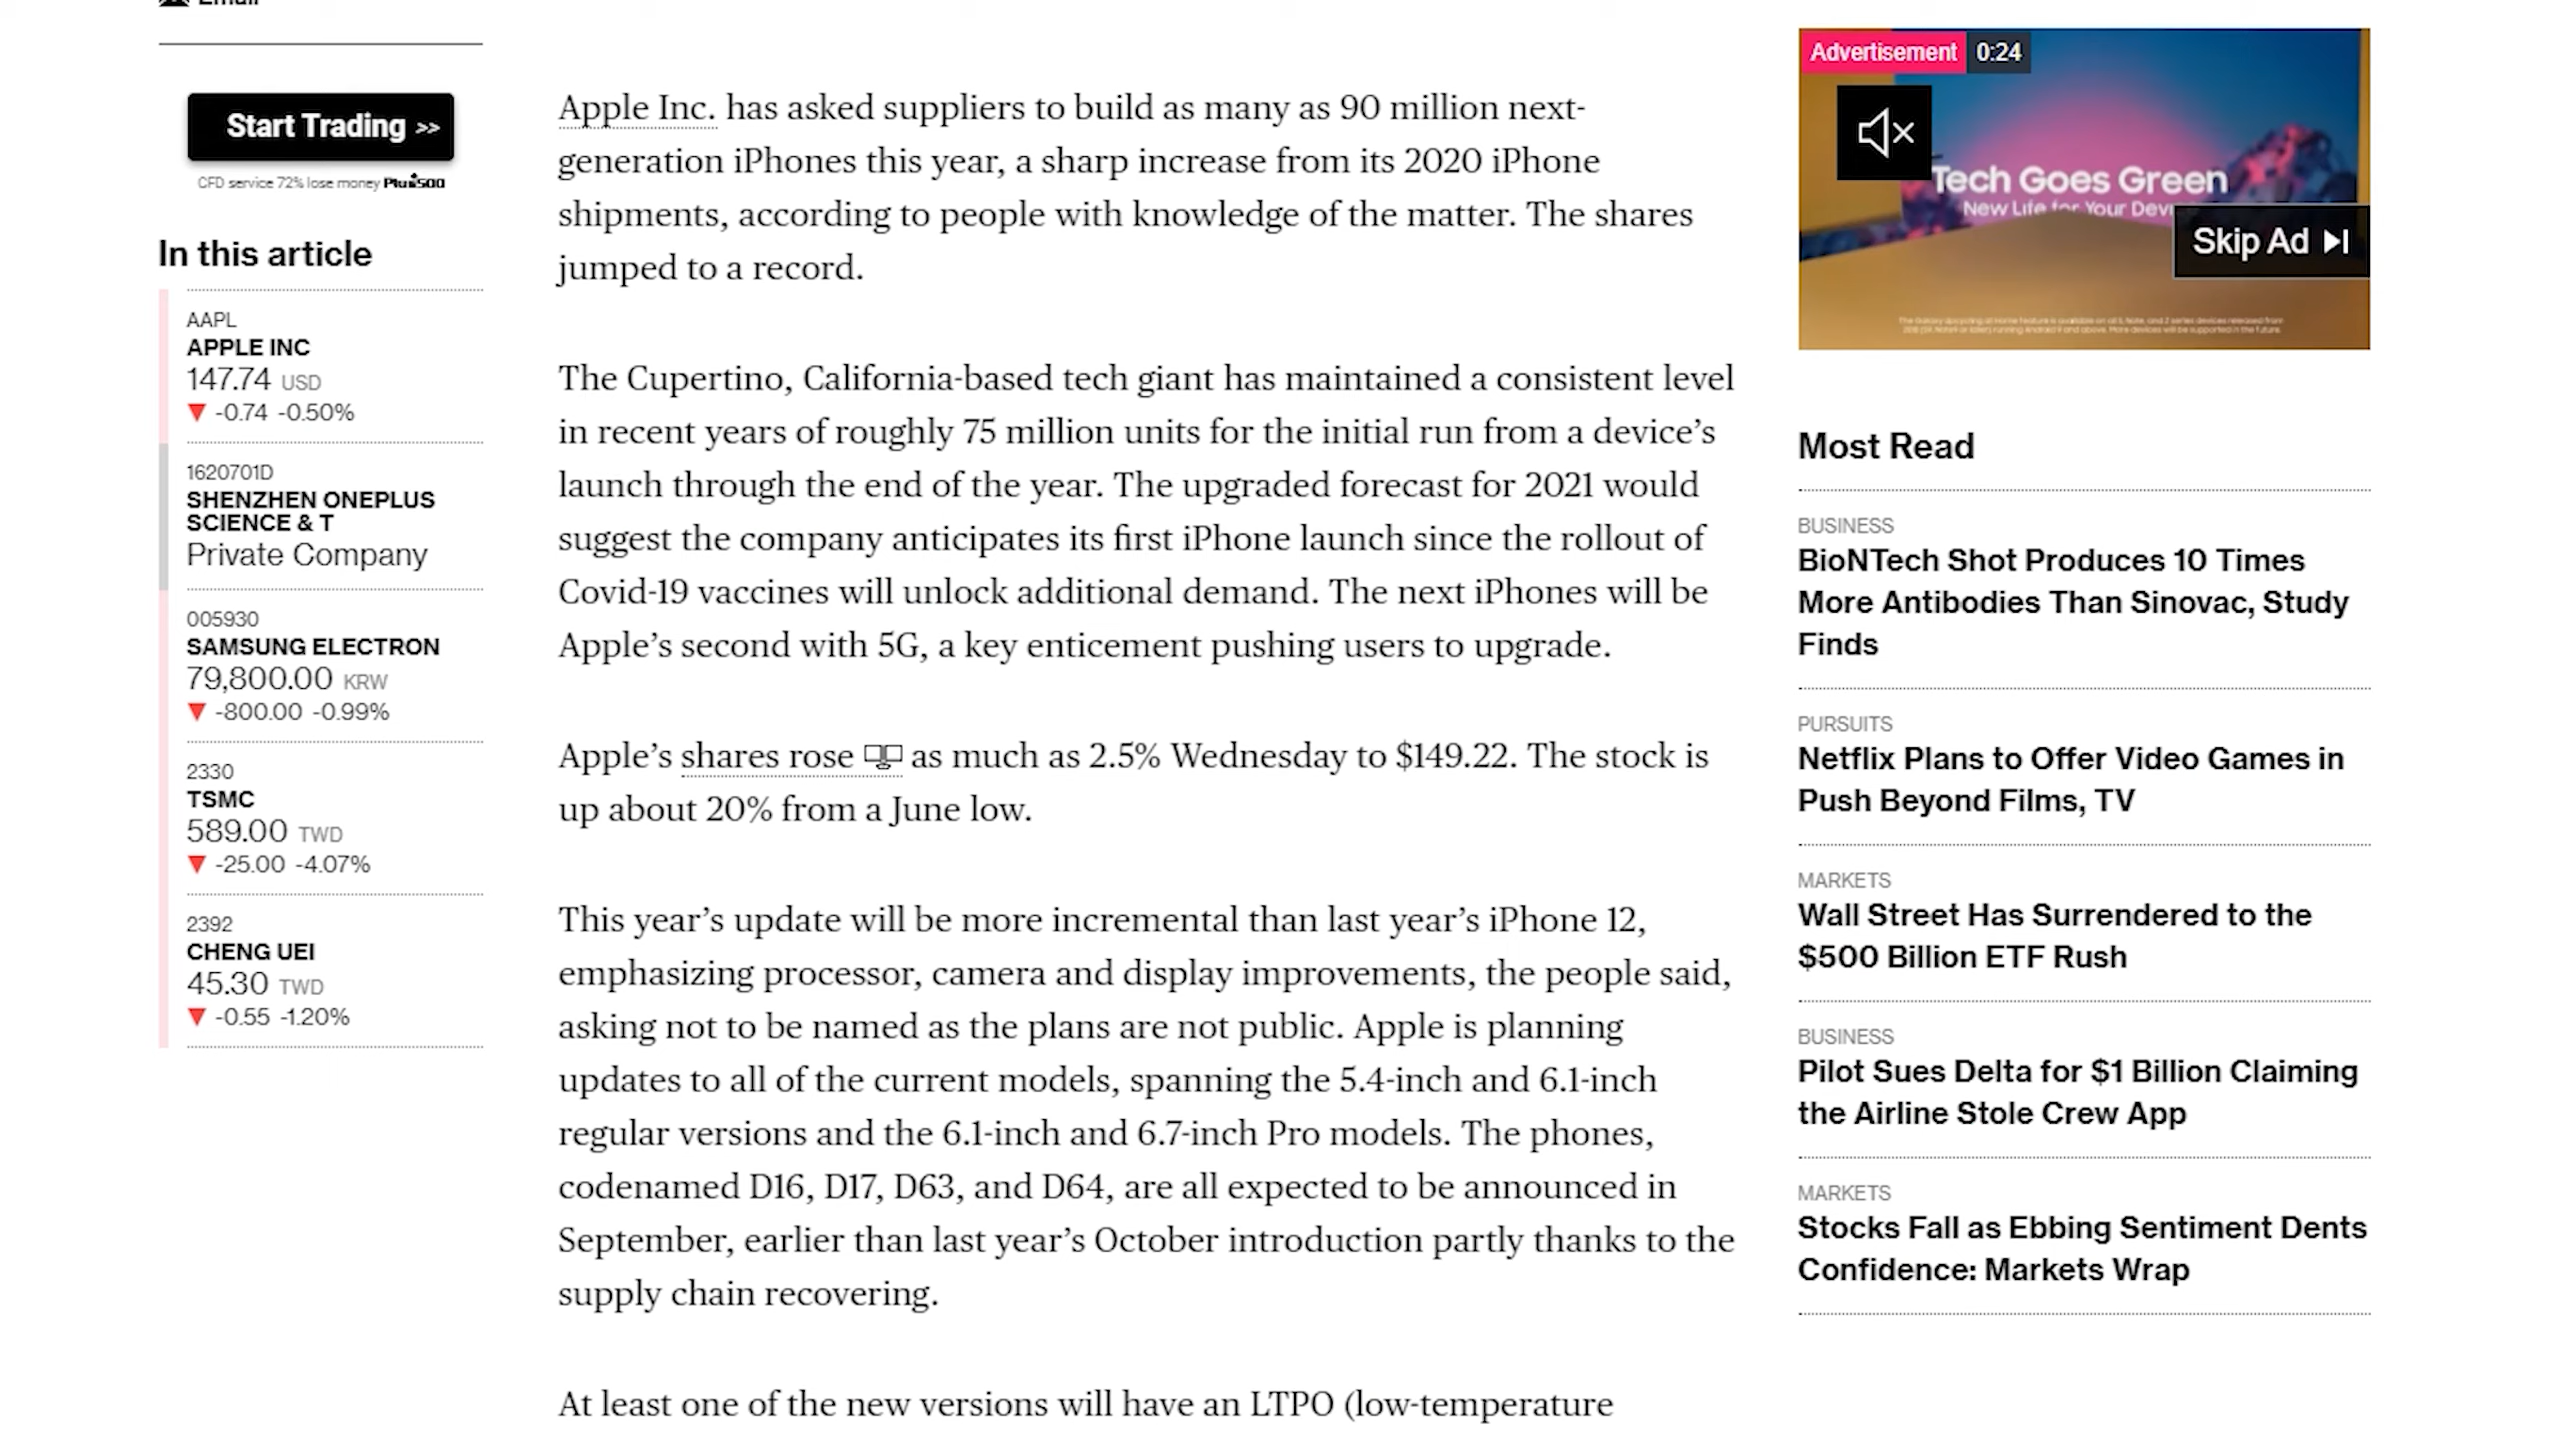 Email
Start Trading >>
CFD service 72% lose money Plus500
In this article
AAPL
APPLE INC
147.74 USD
▼ -0.74 -0.50%
1620701D
SHENZHEN ONEPLUS
SCIENCE & T
Private Company
005930
SAMSUNG ELECTRON
79,800.00 KRW
▼ -800.00 -0.99%
2330
TSMC
589.00 TWD
▼ -25.00 -4.07%
2392
CHENG UEI
45.30 TWD
▼ -0.55 -1.20%
Apple Inc. has asked suppliers to build as many as 90 million next-
generation iPhones this year, a sharp increase from its 2020 iPhone
shipments, according to people with knowledge of the matter. The shares
jumped to a record.
The Cupertino, California-based tech giant has maintained a consistent level
in recent years of roughly 75 million units for the initial run from a device’s
launch through the end of the year. The upgraded forecast for 2021 would
suggest the company anticipates its first iPhone launch since the rollout of
Covid-19 vaccines will unlock additional demand. The next iPhones will be
Apple’s second with 5G, a key enticement pushing users to upgrade.
Apple’s shares rose as much as 2.5% Wednesday to $149.22. The stock is
up about 20% from a June low.
This year’s update will be more incremental than last year’s iPhone 12,
emphasizing processor, camera and display improvements, the people said,
asking not to be named as the plans are not public. Apple is planning
updates to all of the current models, spanning the 5.4-inch and 6.1-inch
regular versions and the 6.1-inch and 6.7-inch Pro models. The phones,
codenamed D16, D17, D63, and D64, are all expected to be announced in
September, earlier than last year’s October introduction partly thanks to the
supply chain recovering.
At least one of the new versions will have an LTPO (low-temperature
Advertisement 0:24
Tech Goes Green
New Life for Your
Skip Ad
Most Read
BUSINESS
BioNTech Shot Produces 10 Times
More Antibodies Than Sinovac, Study
Finds
PURSUITS
Netflix Plans to Offer Video Games in
Push Beyond Films, TV
MARKETS
Wall Street Has Surrendered to the
$500 Billion ETF Rush
BUSINESS
Pilot Sues Delta for $1 Billion Claiming
the Airline Stole Crew App
MARKETS
Stocks Fall as Ebbing Sentiment Dents
Confidence: Markets Wrap